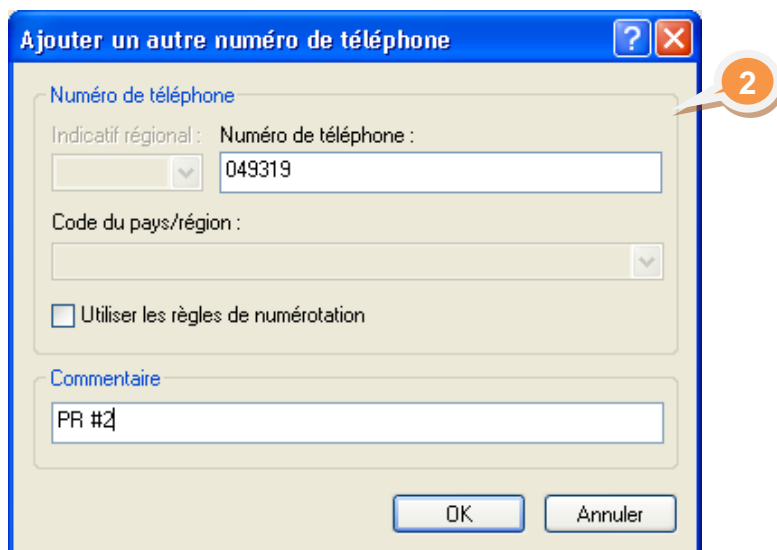 Ajouter un autre numéro de téléphone
2
Numéro de téléphone
Indicatif régional : Numéro de téléphone :
049319
Code du pays/région :
Utiliser les règles de numérotation
Commentaire
PR #2
OK Annuler